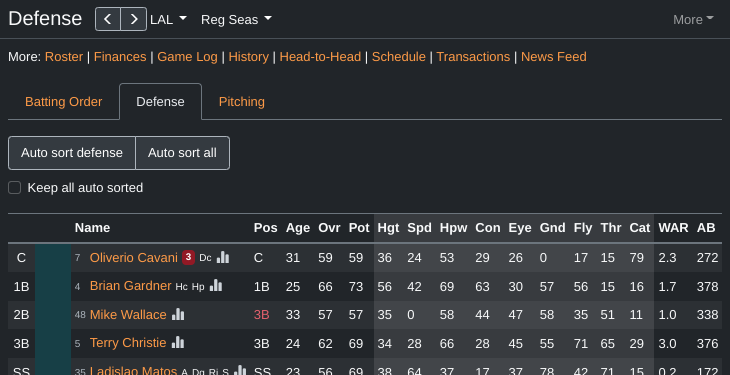 Defense LAL Reg Seas More
More: Roster | Finances | Game Log | History | Head-to-Head | Schedule | Transactions | News Feed
Batting Order Defense Pitching
Auto sort defense Auto sort all
Keep all auto sorted
Name Pos Age Ovr Pot Hgt Spd Hpw Con Eye Gnd Fly Thr Cat WAR AB
C 7 Oliverio Cavani 3 Dc C 31 59 59 36 24 53 29 26 0 17 15 79 2.3 272
1B 4 Brian Gardner Hc Hp 1B 25 66 73 56 42 69 63 30 57 56 15 16 1.7 378
2B 48 Mike Wallace 3B 33 57 57 35 0 58 44 47 58 35 51 11 1.0 338
3B 5 Terry Christie 3B 24 62 69 34 28 66 28 45 55 71 65 29 3.0 376
SS 35 Ladislao Matos A Dg Ri S SS 23 56 69 38 64 37 17 37 78 42 71 15 0.2 172